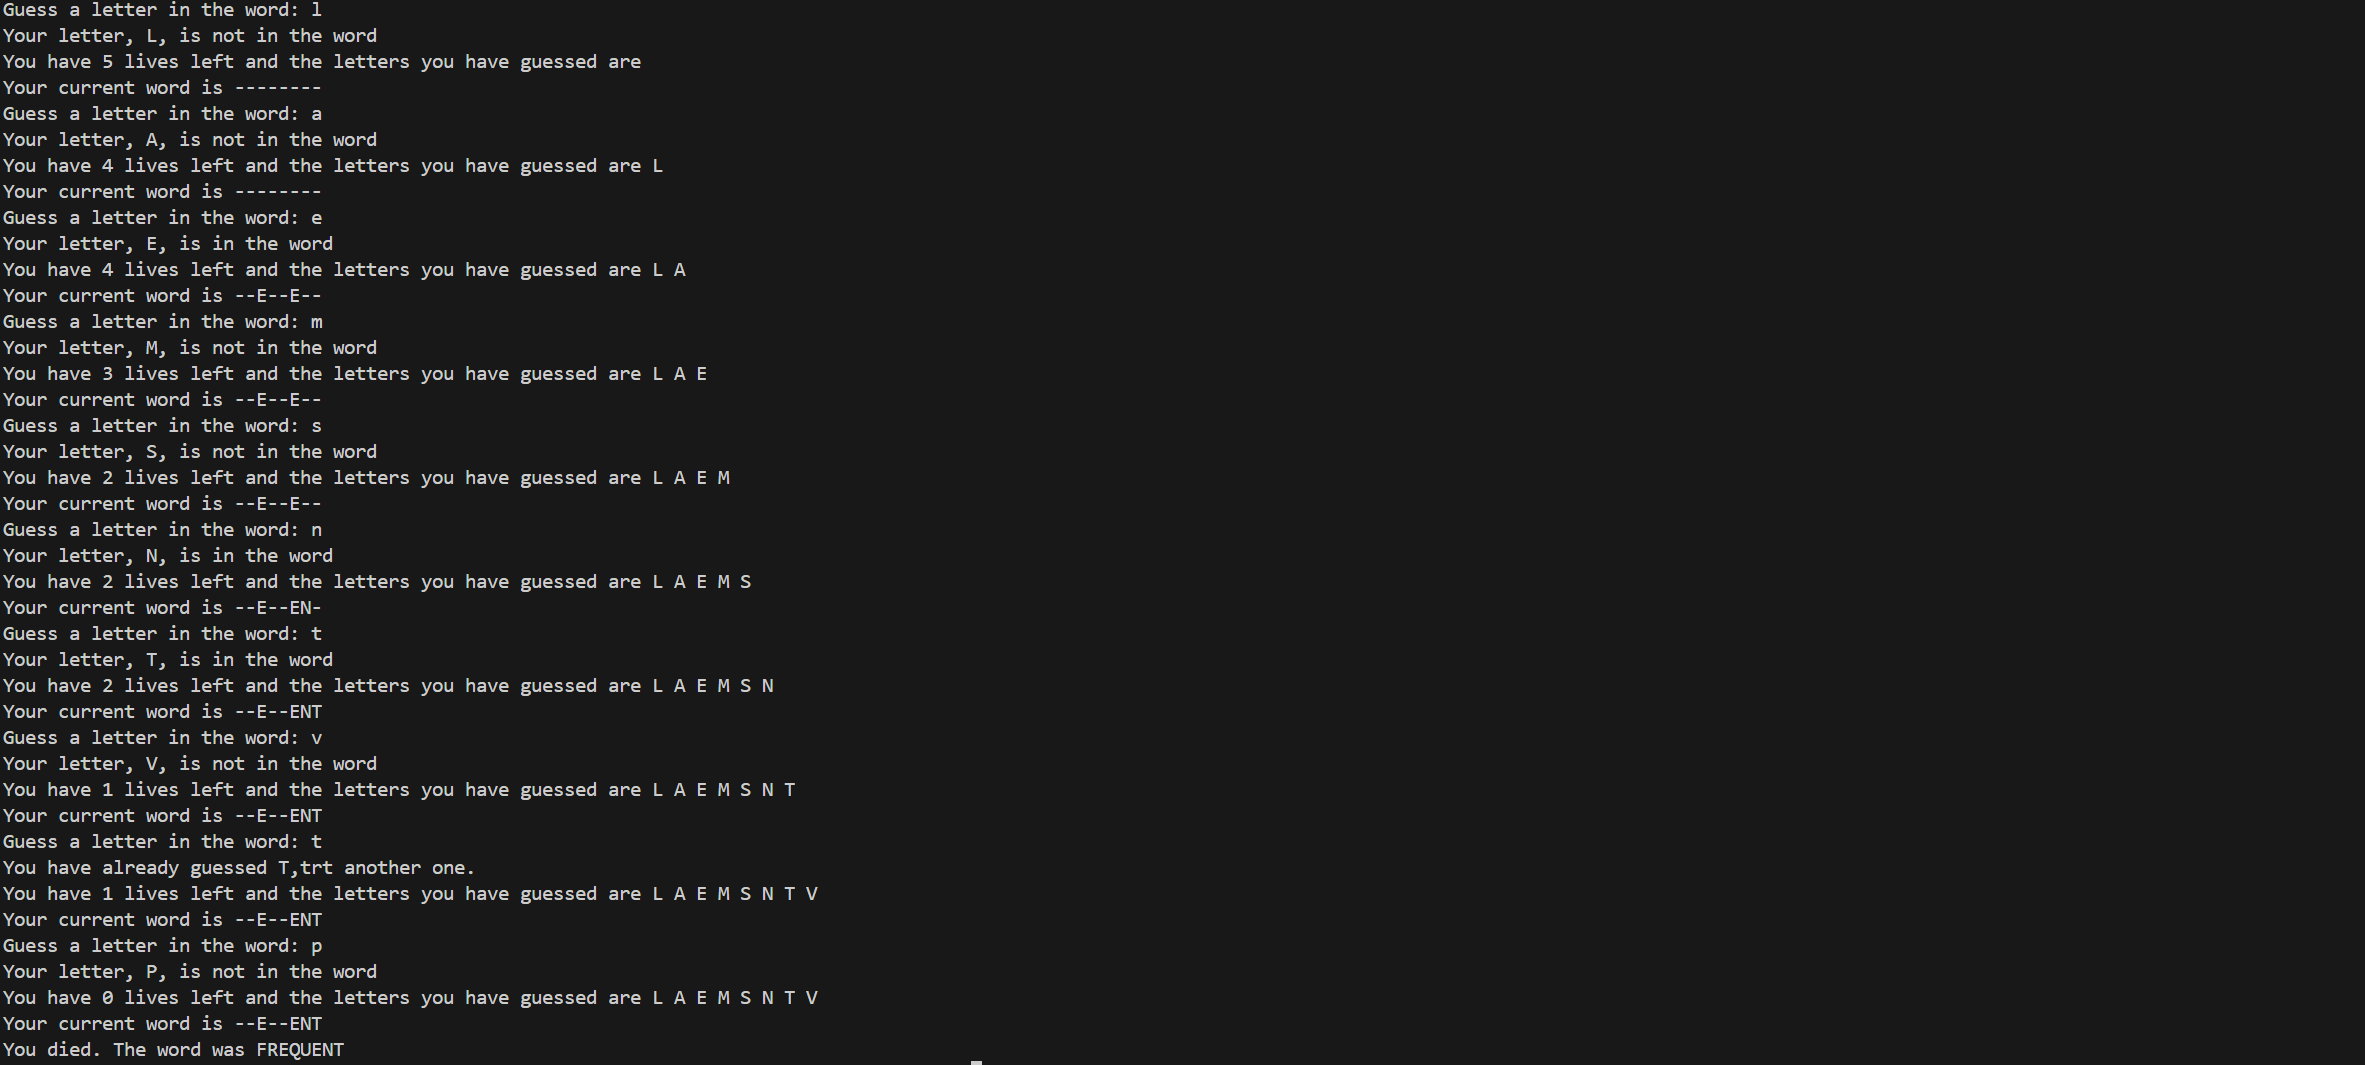 Guess a letter in the word: l
Your letter, L, is not in the word
You have 5 lives left and the letters you have guessed are
Your current word is --------
Guess a letter in the word: a
Your letter, A, is not in the word
You have 4 lives left and the letters you have guessed are L
Your current word is --------
Guess a letter in the word: e
Your letter, E, is in the word
You have 4 lives left and the letters you have guessed are L A
Your current word is --E--E--
Guess a letter in the word: m
Your letter, M, is not in the word
You have 3 lives left and the letters you have guessed are L A E
Your current word is --E--E--
Guess a letter in the word: s
Your letter, S, is not in the word
You have 2 lives left and the letters you have guessed are L A E M
Your current word is --E--E--
Guess a letter in the word: n
Your letter, N, is in the word
You have 2 lives left and the letters you have guessed are L A E M S
Your current word is --E--EN-
Guess a letter in the word: t
Your letter, T, is in the word
You have 2 lives left and the letters you have guessed are L A E M S N
Your current word is --E--ENT
Guess a letter in the word: v
Your letter, V, is not in the word
You have 1 lives left and the letters you have guessed are L A E M S N T
Your current word is --E--ENT
Guess a letter in the word: t
You have already guessed T,trt another one.
You have 1 lives left and the letters you have guessed are L A E M S N T V
Your current word is --E--ENT
Guess a letter in the word: p
Your letter, P, is not in the word
You have 0 lives left and the letters you have guessed are L A E M S N T V
Your current word is --E--ENT
You died. The word was FREQUENT